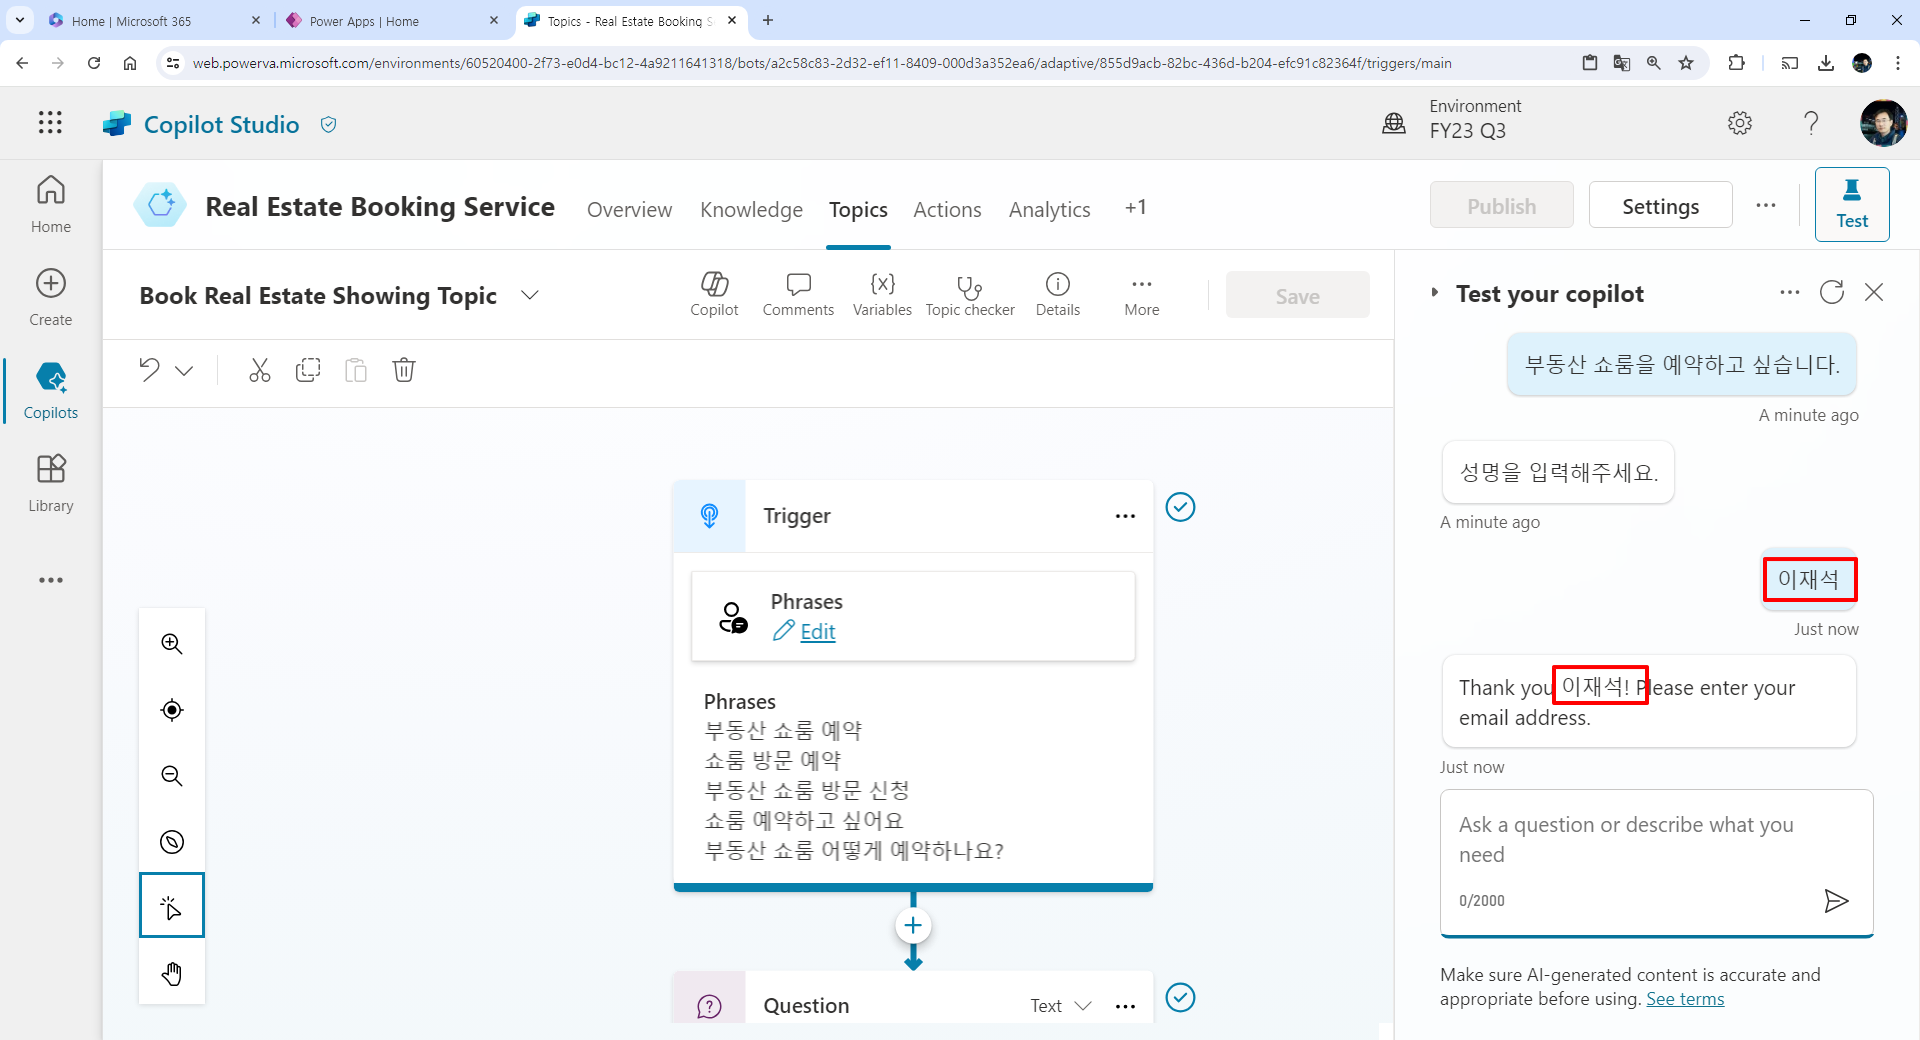 Home | Microsoft 365
Power Apps | Home
Topics - Real Estate Booking S
web.powerva.microsoft.com/environments/60520400-2f73-e0d4-bc12-4a9211641318/bots/a2c58c83-2d32-ef11-8409-000d3a352ea6/adaptive/855d9acb-82bc-436d-b204-efc91c82364f/triggers/main
Copilot Studio
Environment
FY23 Q3
Home
Create
Copilots
Library
Real Estate Booking Service
Overview
Knowledge
Topics
Actions
Analytics
+1
Publish
Settings
Test
Book Real Estate Showing Topic
Copilot
Comments
Variables
Topic checker
Details
More
Save
Trigger
Phrases
Edit
Phrases
부동산 쇼룸 예약
쇼룸 방문 예약
부동산 쇼룸 방문 신청
쇼룸 예약하고 싶어요
부동산 쇼룸 어떻게 예약하나요?
Question
Text
Test your copilot
부동산 쇼룸을 예약하고 싶습니다.
A minute ago
성명을 입력해주세요.
A minute ago
이재석
Just now
Thank you 이재석! Please enter your
email address.
Just now
Ask a question or describe what you
need
0/2000
Make sure AI-generated content is accurate and
appropriate before using. See terms